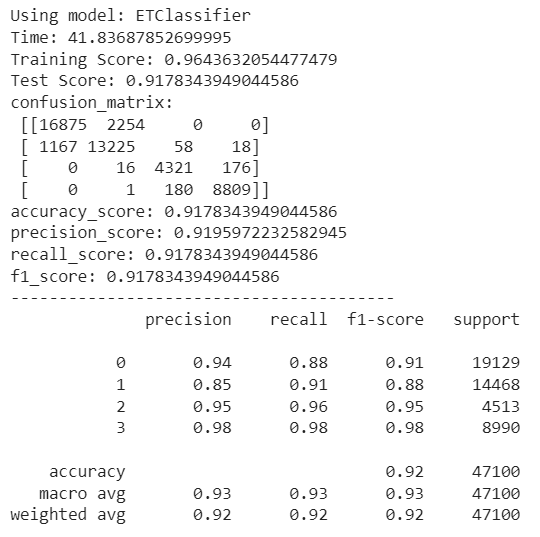 Using model: ETClassifier
Time: 41.83687852699995
Training Score: 0.9643632054477479
Test Score: 0.9178343949044586
confusion_matrix:
[[16875 2254 0 0]
[ 1167 13225 58 18]
[ 0 16 4321 176]
[ 0 1 180 8809]]
accuracy_score: 0.9178343949044586
precision_score: 0.9195972232582945
recall_score: 0.9178343949044586
f1_score: 0.9178343949044586
----------------------------------------
precision recall f1-score support
0 0.94 0.88 0.91 19129
1 0.85 0.91 0.88 14468
2 0.95 0.96 0.95 4513
3 0.98 0.98 0.98 8990
accuracy 0.92 47100
macro avg 0.93 0.93 0.93 47100
weighted avg 0.92 0.92 0.92 47100